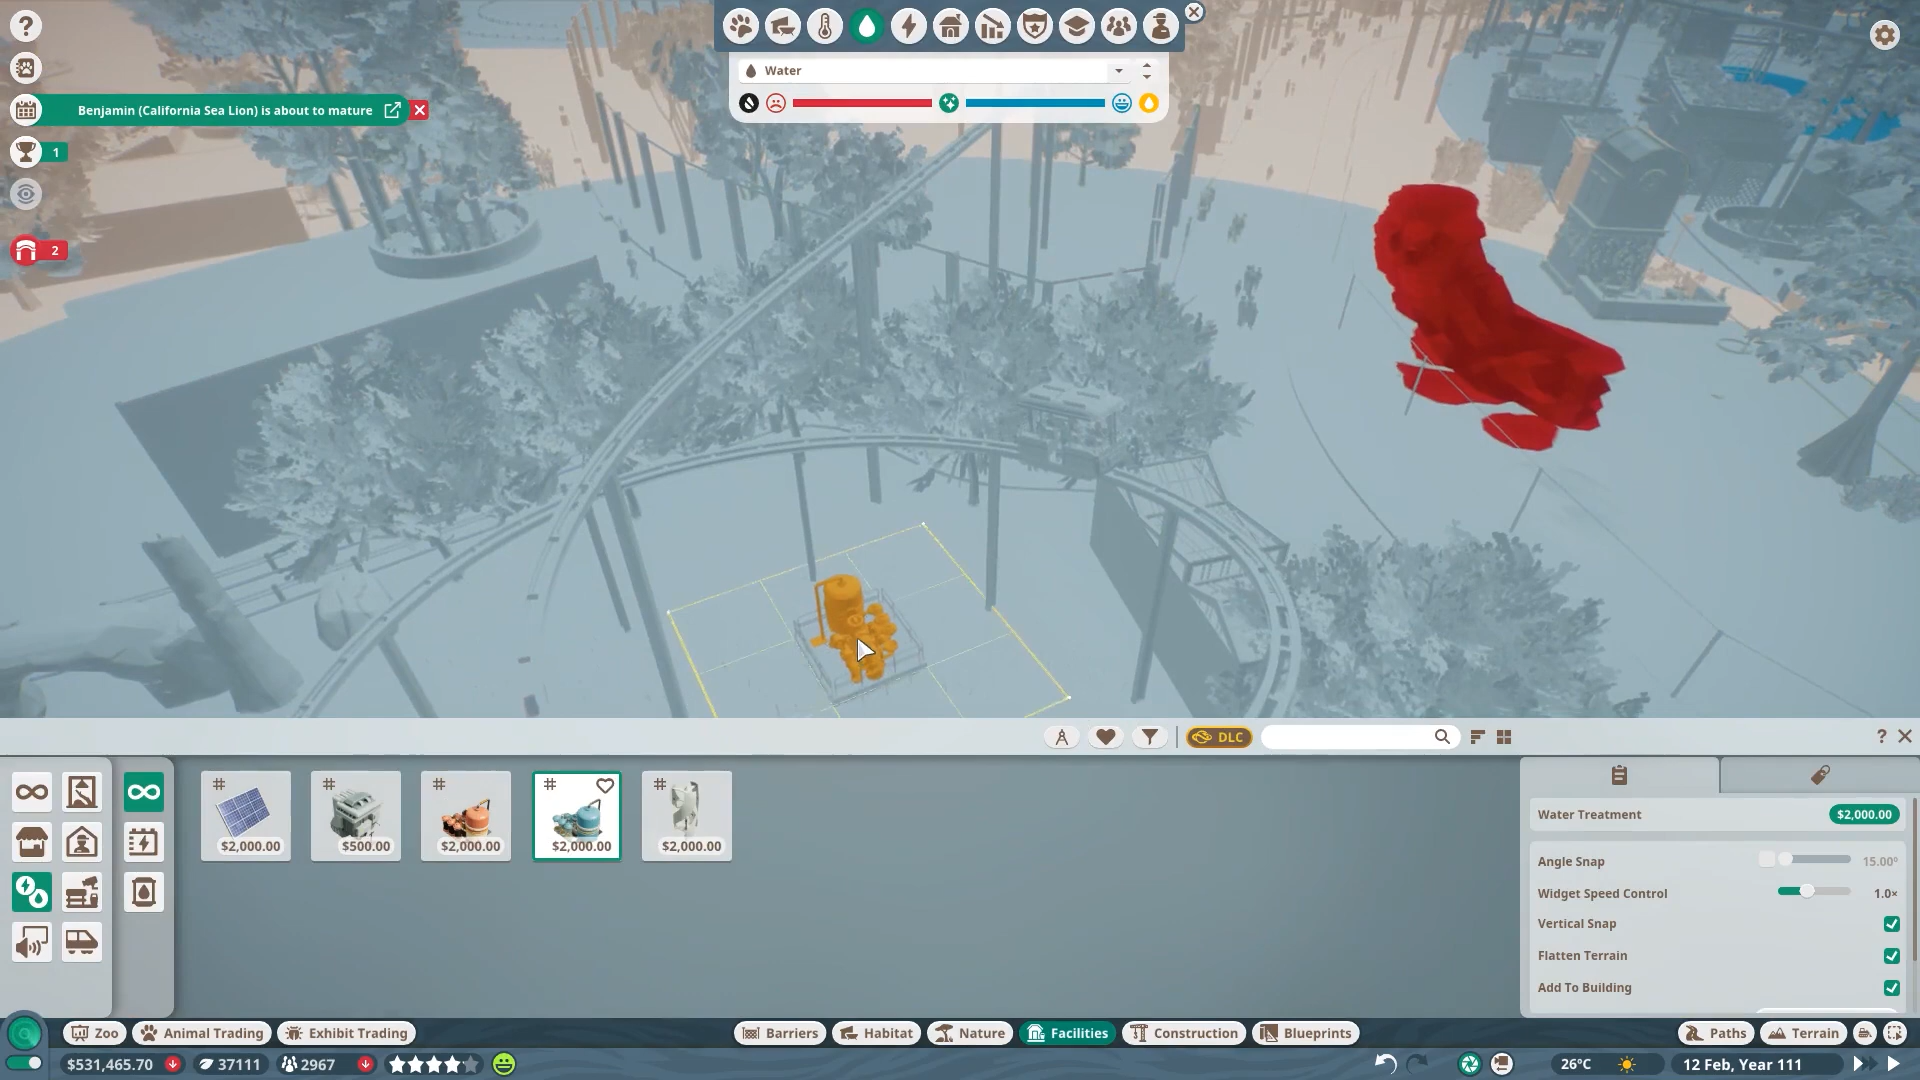 Water
Benjamin (California Sea Lion) is about to mature
1
2
DLC
?
$2,000.00
$500.00
$2,000.00
$2,000.00
$2,000.00
Water Treatment $2,000.00
Angle Snap 15.00°
Widget Speed Control 1.0×
Vertical Snap
Flatten Terrain
Add To Building
Zoo Animal Trading Exhibit Trading Barriers Habitat Nature Facilities Construction Blueprints Paths Terrain
$531,465.70 37111 2967 26°C 12 Feb, Year 111